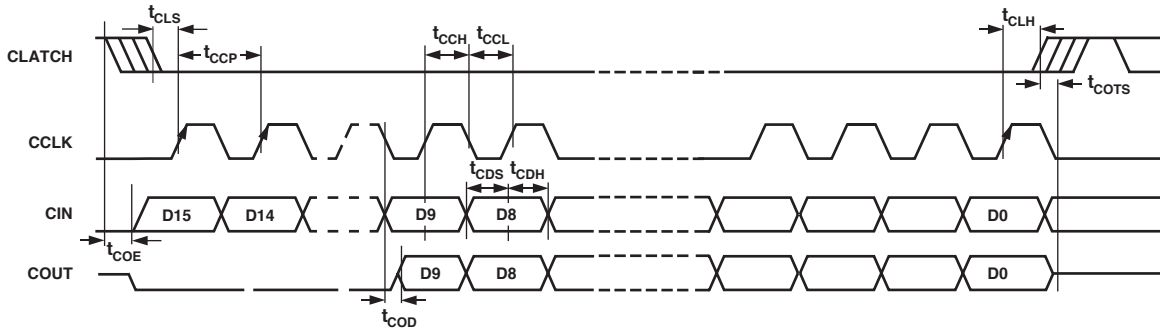 tCLS
tCCP
tCCH
tCCL
tCLH
CLATCH
tCOTS
CCLK
tCDS
tCDH
CIN
D15
D14
D9
D8
D0
tCOE
COUT
D9
D8
D0
tCOD